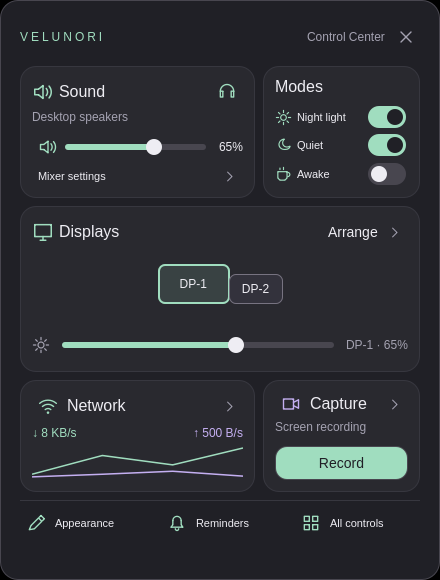 VELUNORI
Control Center
Sound
Desktop speakers
65%
Mixer settings
Modes
Night light
Quiet
Awake
Displays
Arrange
DP-1
DP-2
DP-1 · 65%
Network
↓ 8 KB/s
↑ 500 B/s
Capture
Screen recording
Record
Appearance
Reminders
All controls